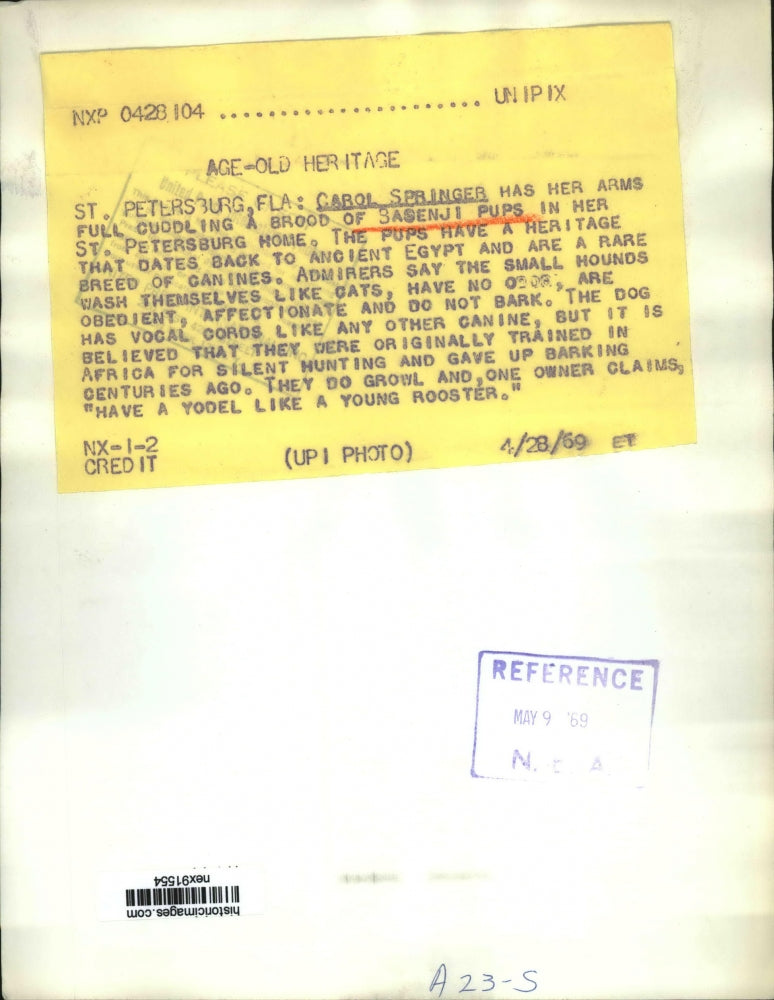 NXP 0428104 ........................ UNIPIX
AGE-OLD HERITAGE
ST. PETERSBURG,FLA: CAROL SPRINGER HAS HER ARMS
FULL CUDDLING A BROOD OF BASENJI PUPS IN HER
ST. PETERSBURG HOME. THE PUPS HAVE A HERITAGE
THAT DATES BACK TO ANCIENT EGYPT AND ARE A RARE
BREED OF CANINES. ADMIRERS SAY THE SMALL HOUNDS
WASH THEMSELVES LIKE CATS, HAVE NO ODOR, ARE
OBEDIENT, AFFECTIONATE AND DO NOT BARK. THE DOG
HAS VOCAL CORDS LIKE ANY OTHER CANINE, BUT IT IS
BELIEVED THAT THEY WERE ORIGINALLY TRAINED IN
AFRICA FOR SILENT HUNTING AND GAVE UP BARKING
CENTURIES AGO. THEY DO GROWL AND,ONE OWNER CLAIMS,
"HAVE A YODEL LIKE A YOUNG ROOSTER."
NX-1-2
CREDIT (UPI PHOTO) 4/28/69 ET
PLEASE
United
REFERENCE
MAY 9 '69
N. E. A.
historicimages.com
nex91554
A23-S